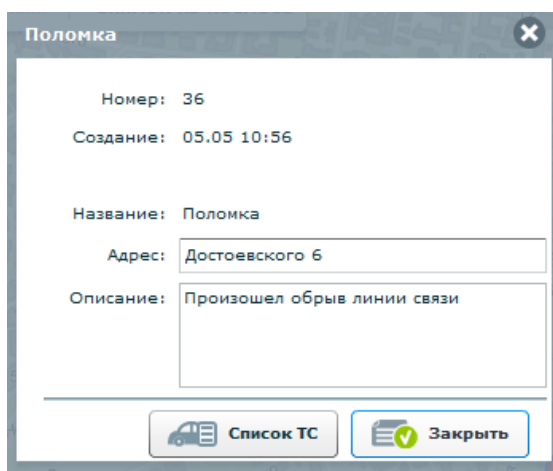 Поломка
Номер: 36
Создание: 05.05 10:56
Название: Поломка
Адрес: Достоевского 6
Описание: Произошел обрыв линии связи
Список ТС Закрыть